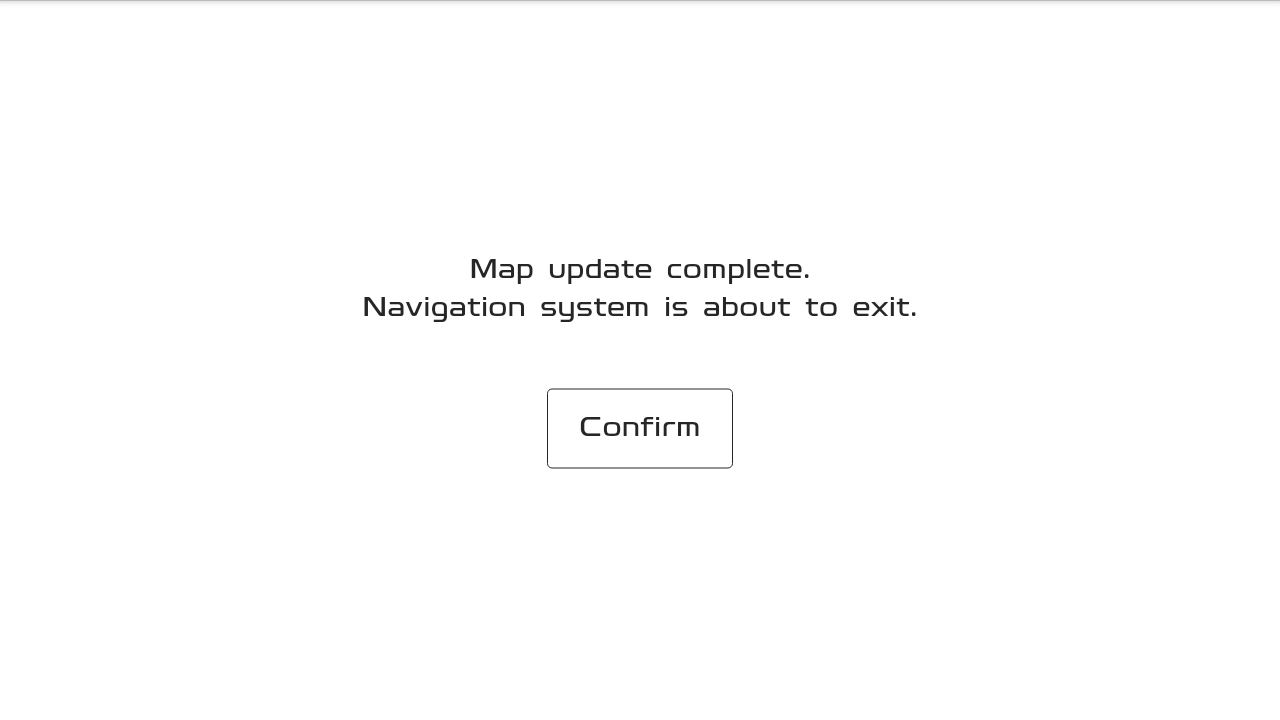 Map update complete.
Navigation system is about to exit.
Confirm